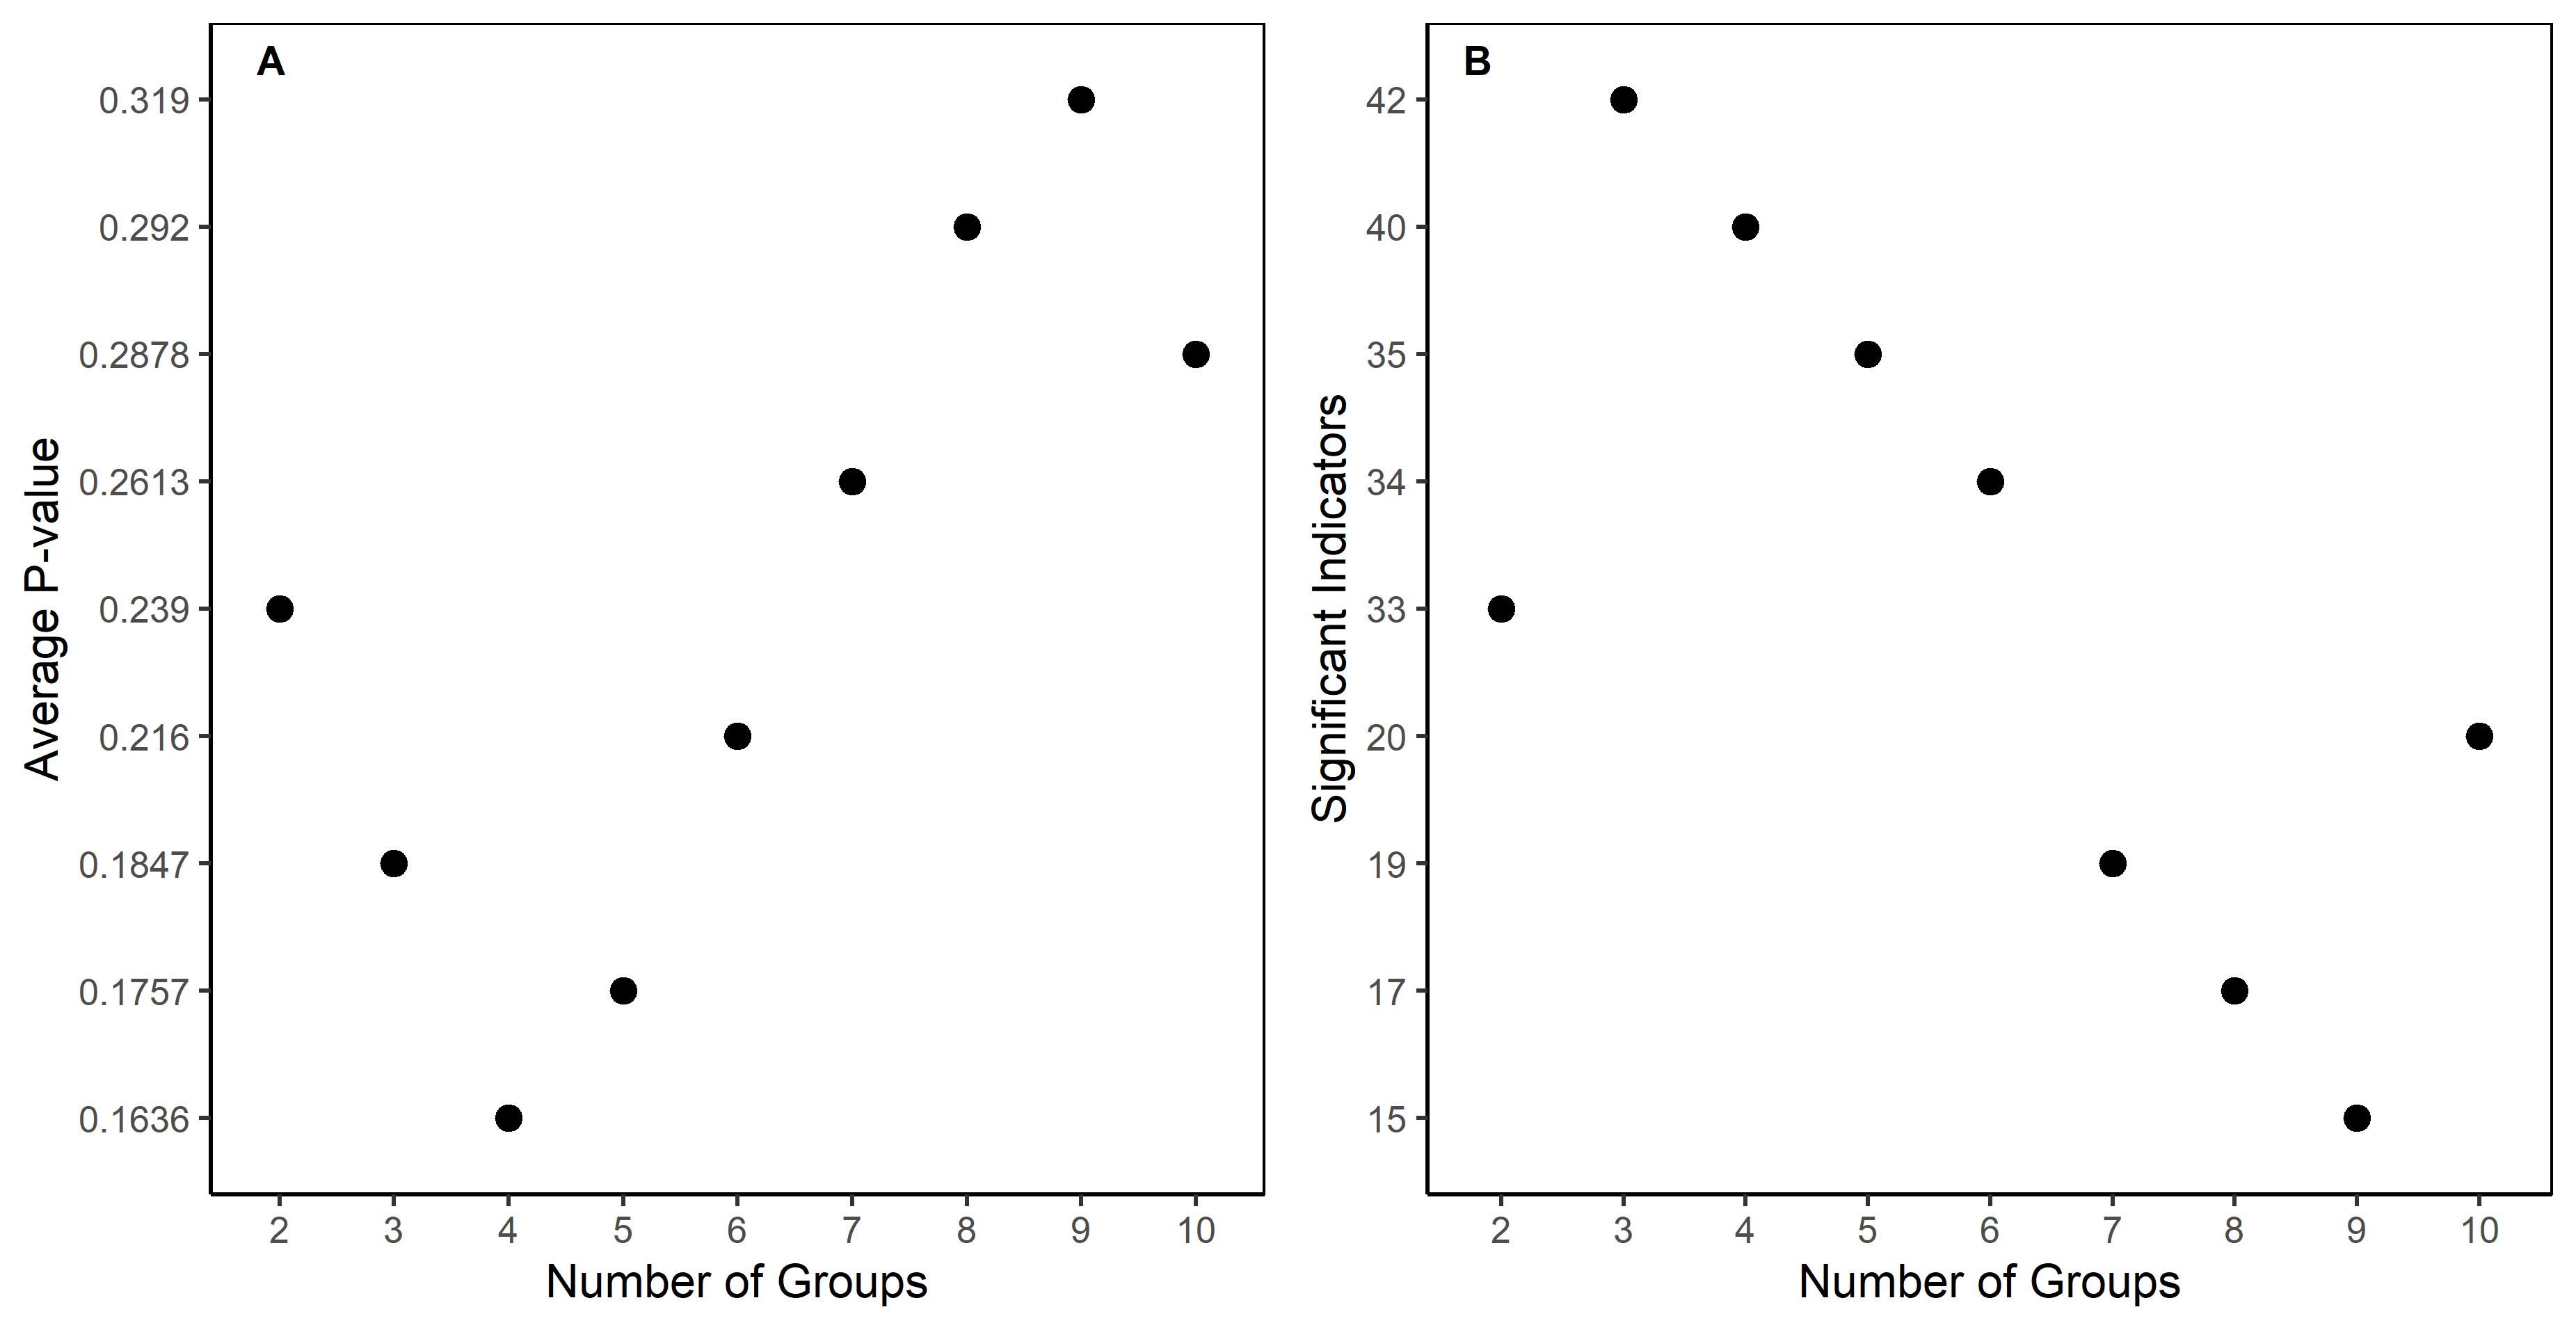 A
Average P-value
0.319
0.292
0.2878
0.2613
0.239
0.216
0.1847
0.1757
0.1636
2 3 4 5 6 7 8 9 10
Number of Groups
B
Significant Indicators
42
40
35
34
33
20
19
17
15
2 3 4 5 6 7 8 9 10
Number of Groups